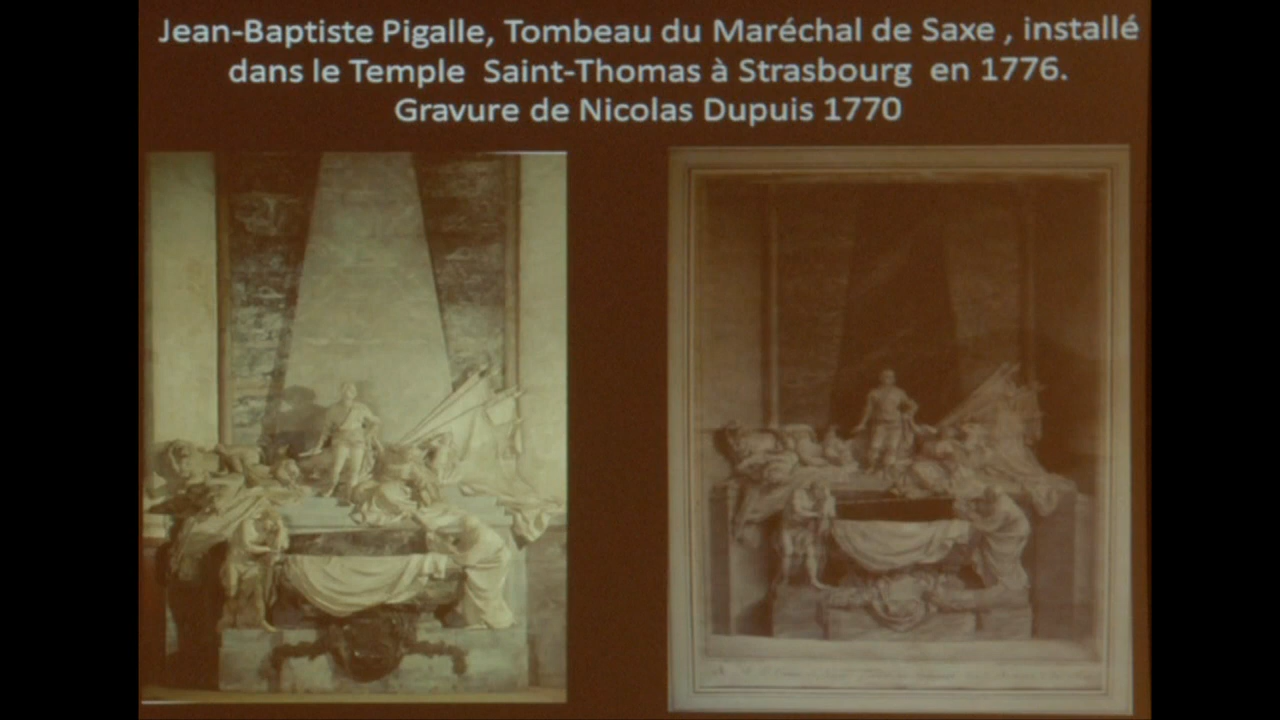 Jean-Baptiste Pigalle, Tombeau du Maréchal de Saxe , installé
dans le Temple  Saint-Thomas à Strasbourg  en 1776.
Gravure de Nicolas Dupuis 1770